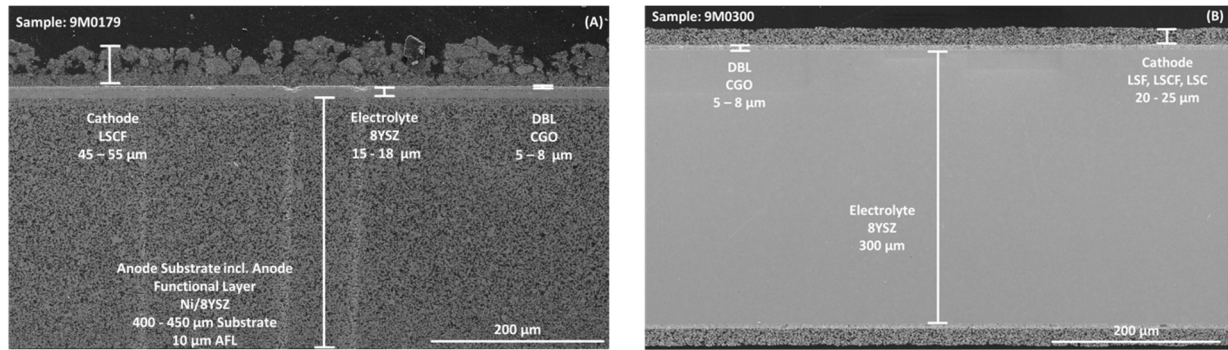 Sample: 9M0179
(A)
Cathode
LSCF
45 – 55 µm
Electrolyte
8YSZ
15 - 18 µm
DBL
CGO
5 – 8 µm
Anode Substrate incl. Anode
Functional Layer
Ni/8YSZ
400 - 450 µm Substrate
10 µm AFL
200 µm
Sample: 9M0300
(B)
DBL
CGO
5 – 8 µm
Cathode
LSF, LSCF, LSC
20 - 25 µm
Electrolyte
8YSZ
300 µm
200 µm